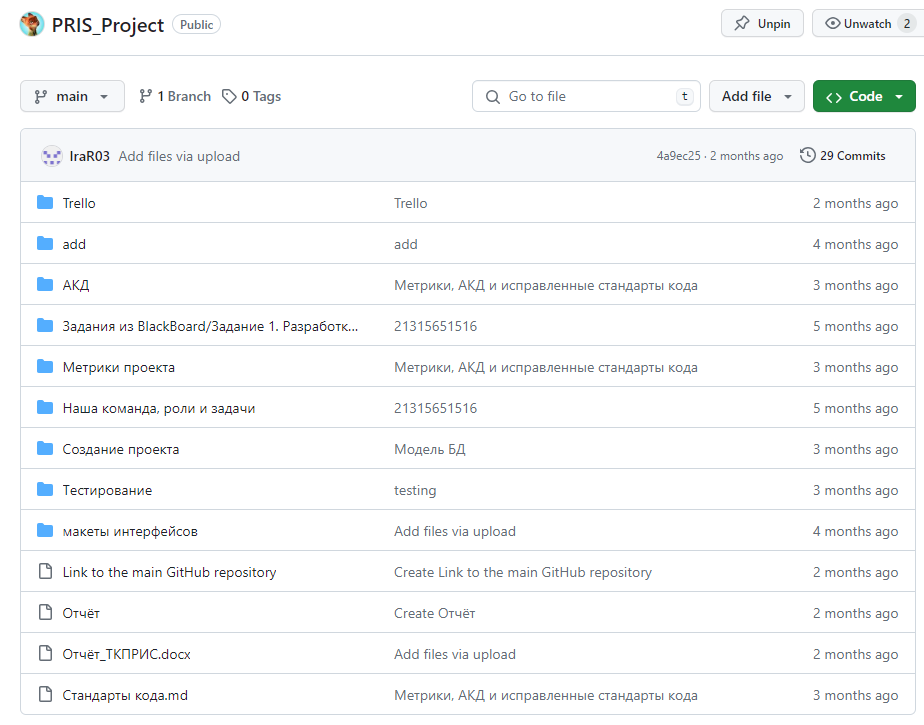 PRIS_Project Public Unpin Unwatch 2
main 1 Branch 0 Tags Go to file t Add file Code
IraR03 Add files via upload 4a9ec25 · 2 months ago 29 Commits
Trello Trello 2 months ago
add add 4 months ago
АКД Метрики, АКД и исправленные стандарты кода 3 months ago
Задания из BlackBoard/Задание 1. Разработк... 21315651516 5 months ago
Метрики проекта Метрики, АКД и исправленные стандарты кода 3 months ago
Наша команда, роли и задачи 21315651516 5 months ago
Создание проекта Модель БД 3 months ago
Тестирование testing 3 months ago
макеты интерфейсов Add files via upload 4 months ago
Link to the main GitHub repository Create Link to the main GitHub repository 2 months ago
Отчёт Create Отчёт 2 months ago
Отчёт_ТКПРИС.docx Add files via upload 2 months ago
Стандарты кода.md Метрики, АКД и исправленные стандарты кода 3 months ago